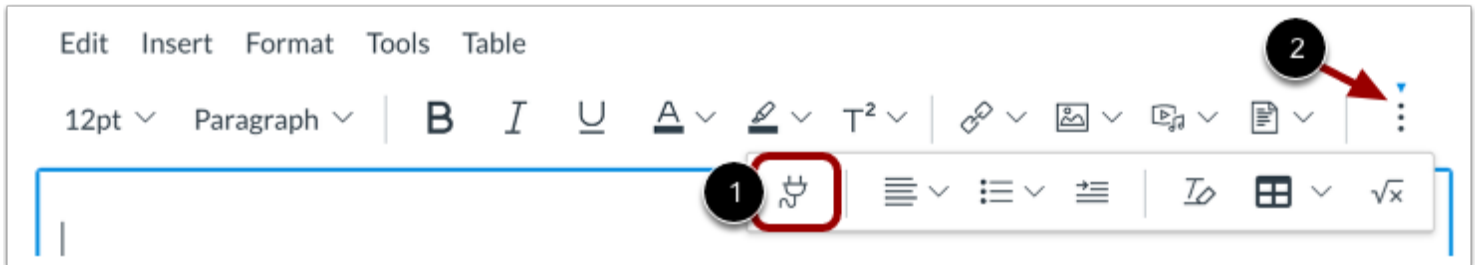 Edit Insert Format Tools Table
2
12pt Paragraph B I U A T²
1
T √x